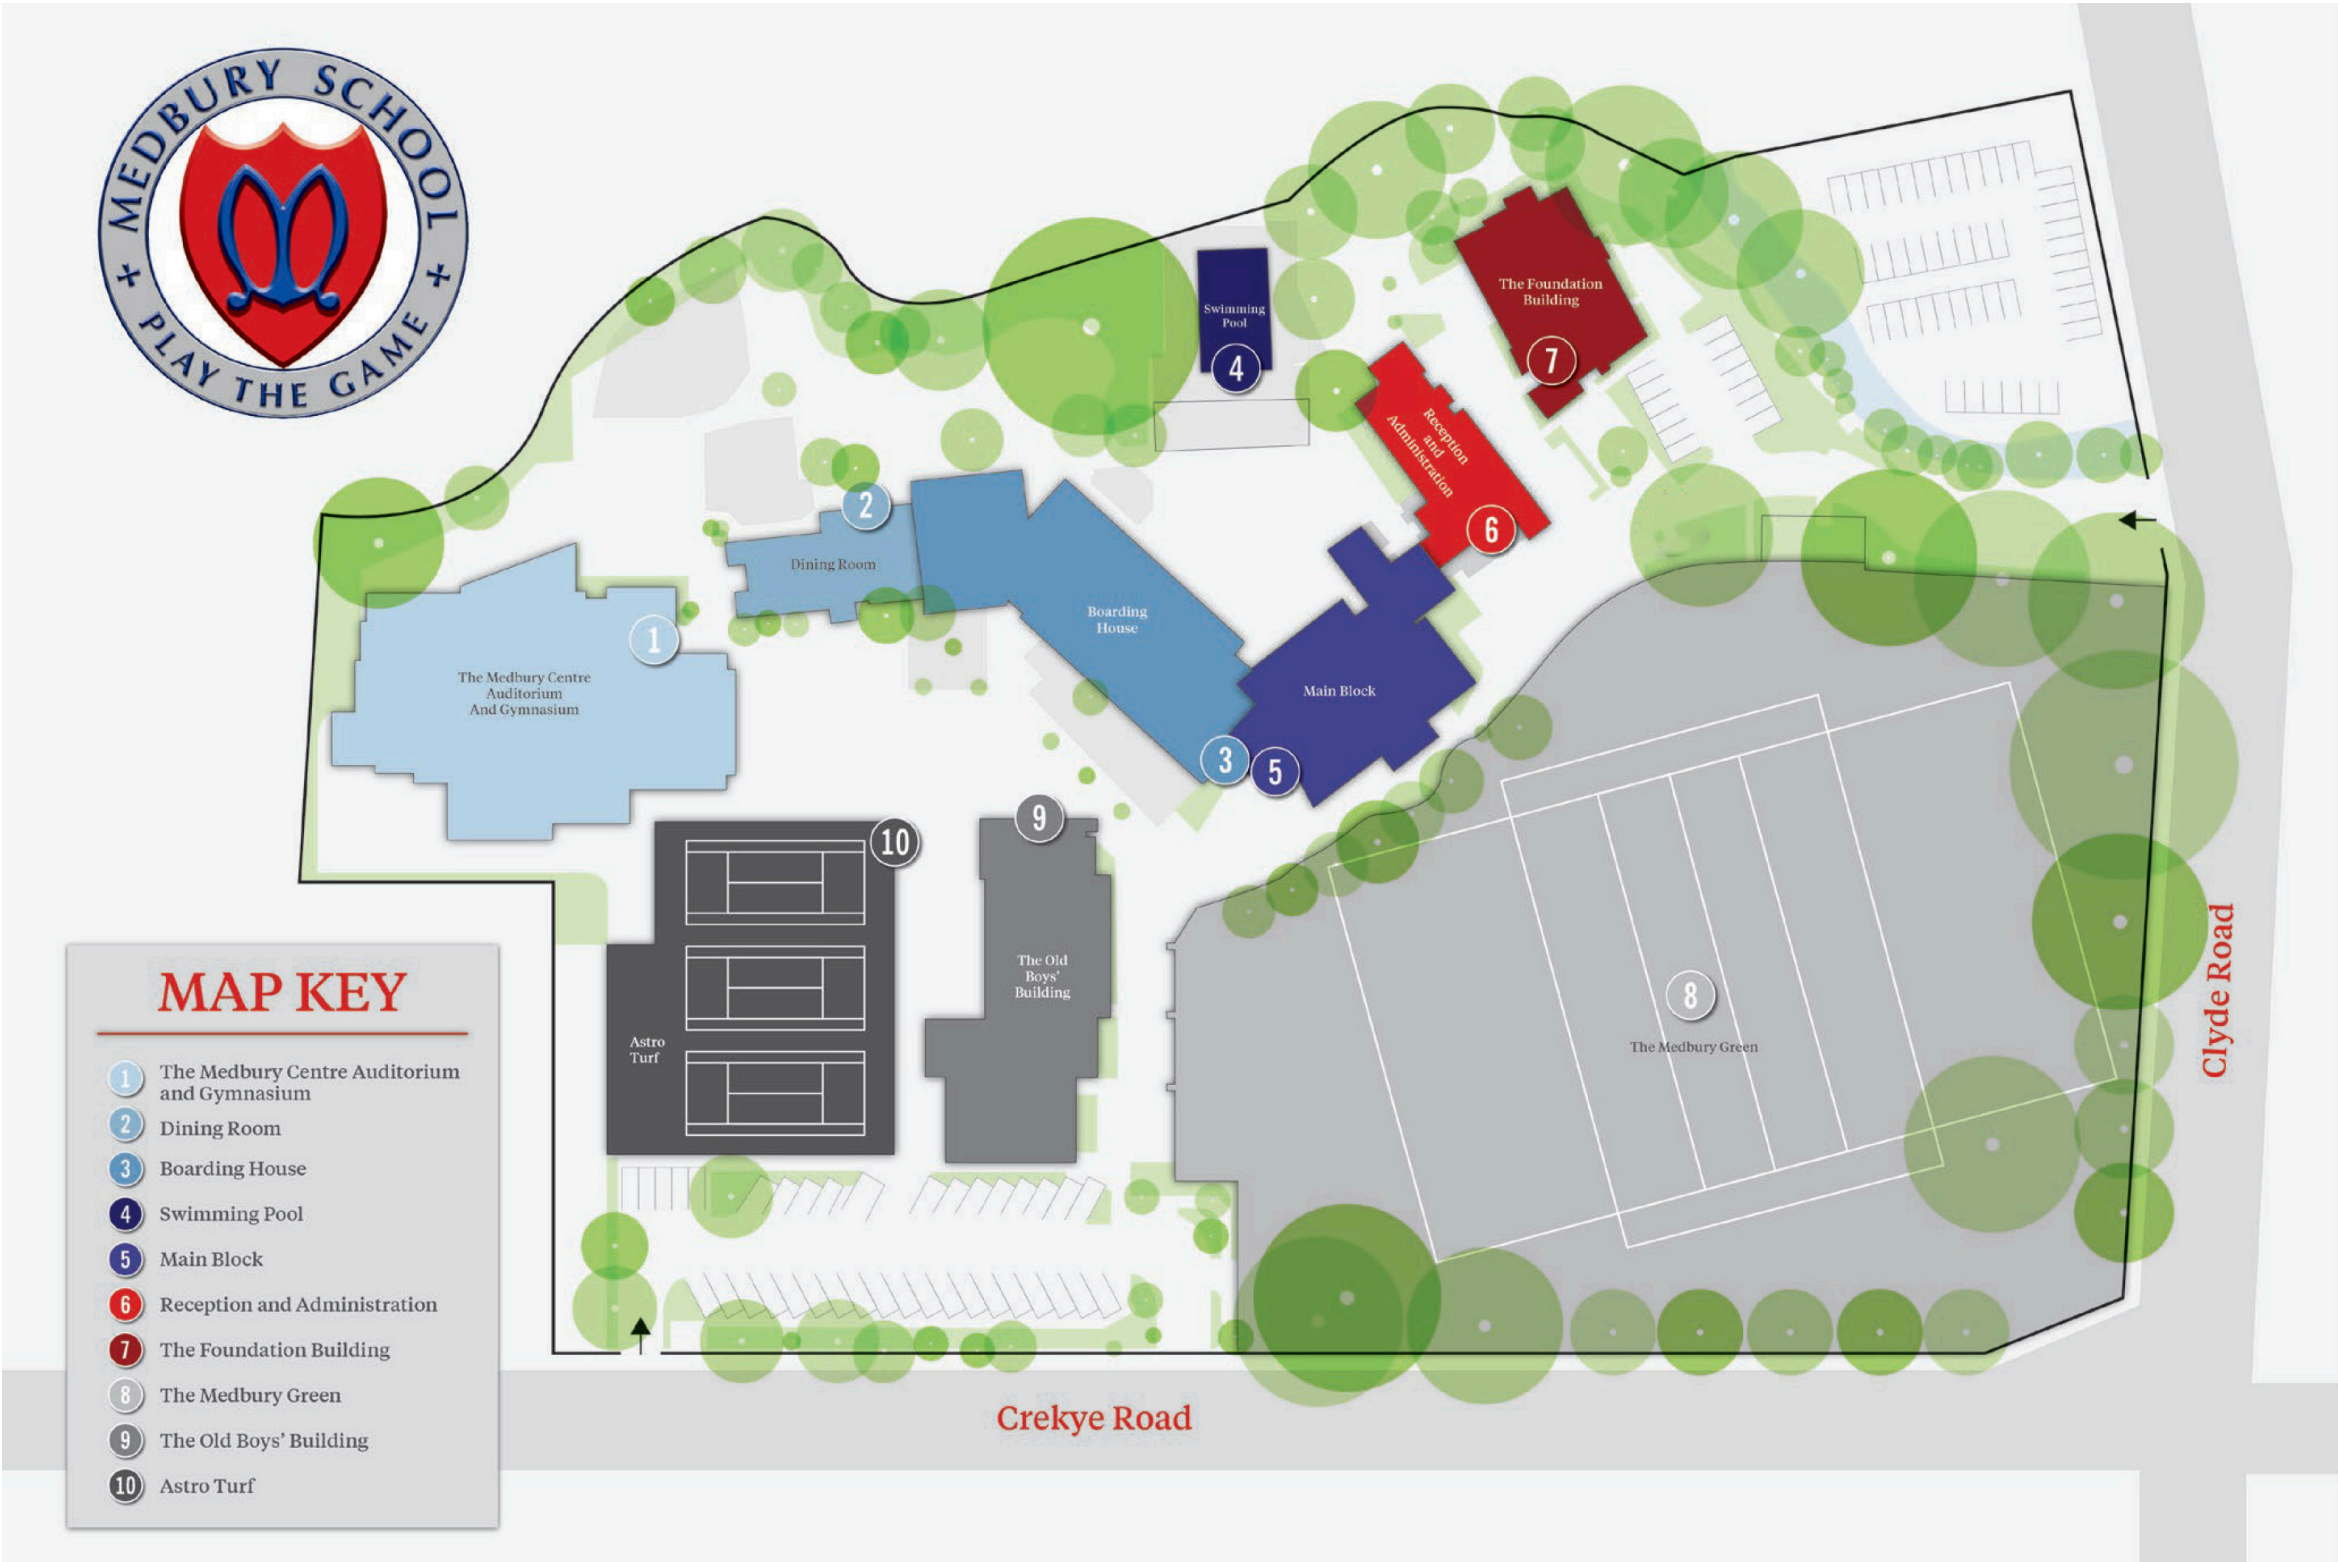 MEDBURY SCHOOL
PLAY THE GAME
Swimming
Pool
4
The Foundation
Building
7
Reception
and
Administration
6
2
Dining Room
Boarding
House
1
The Medbury Centre
Auditorium
And Gymnasium
Main Block
3
5
10
9
The Old
Boys'
Building
Astro
Turf
8
The Medbury Green
Clyde Road
Crekye Road
MAP KEY
1 The Medbury Centre Auditorium
and Gymnasium
2 Dining Room
3 Boarding House
4 Swimming Pool
5 Main Block
6 Reception and Administration
7 The Foundation Building
8 The Medbury Green
9 The Old Boys' Building
10 Astro Turf